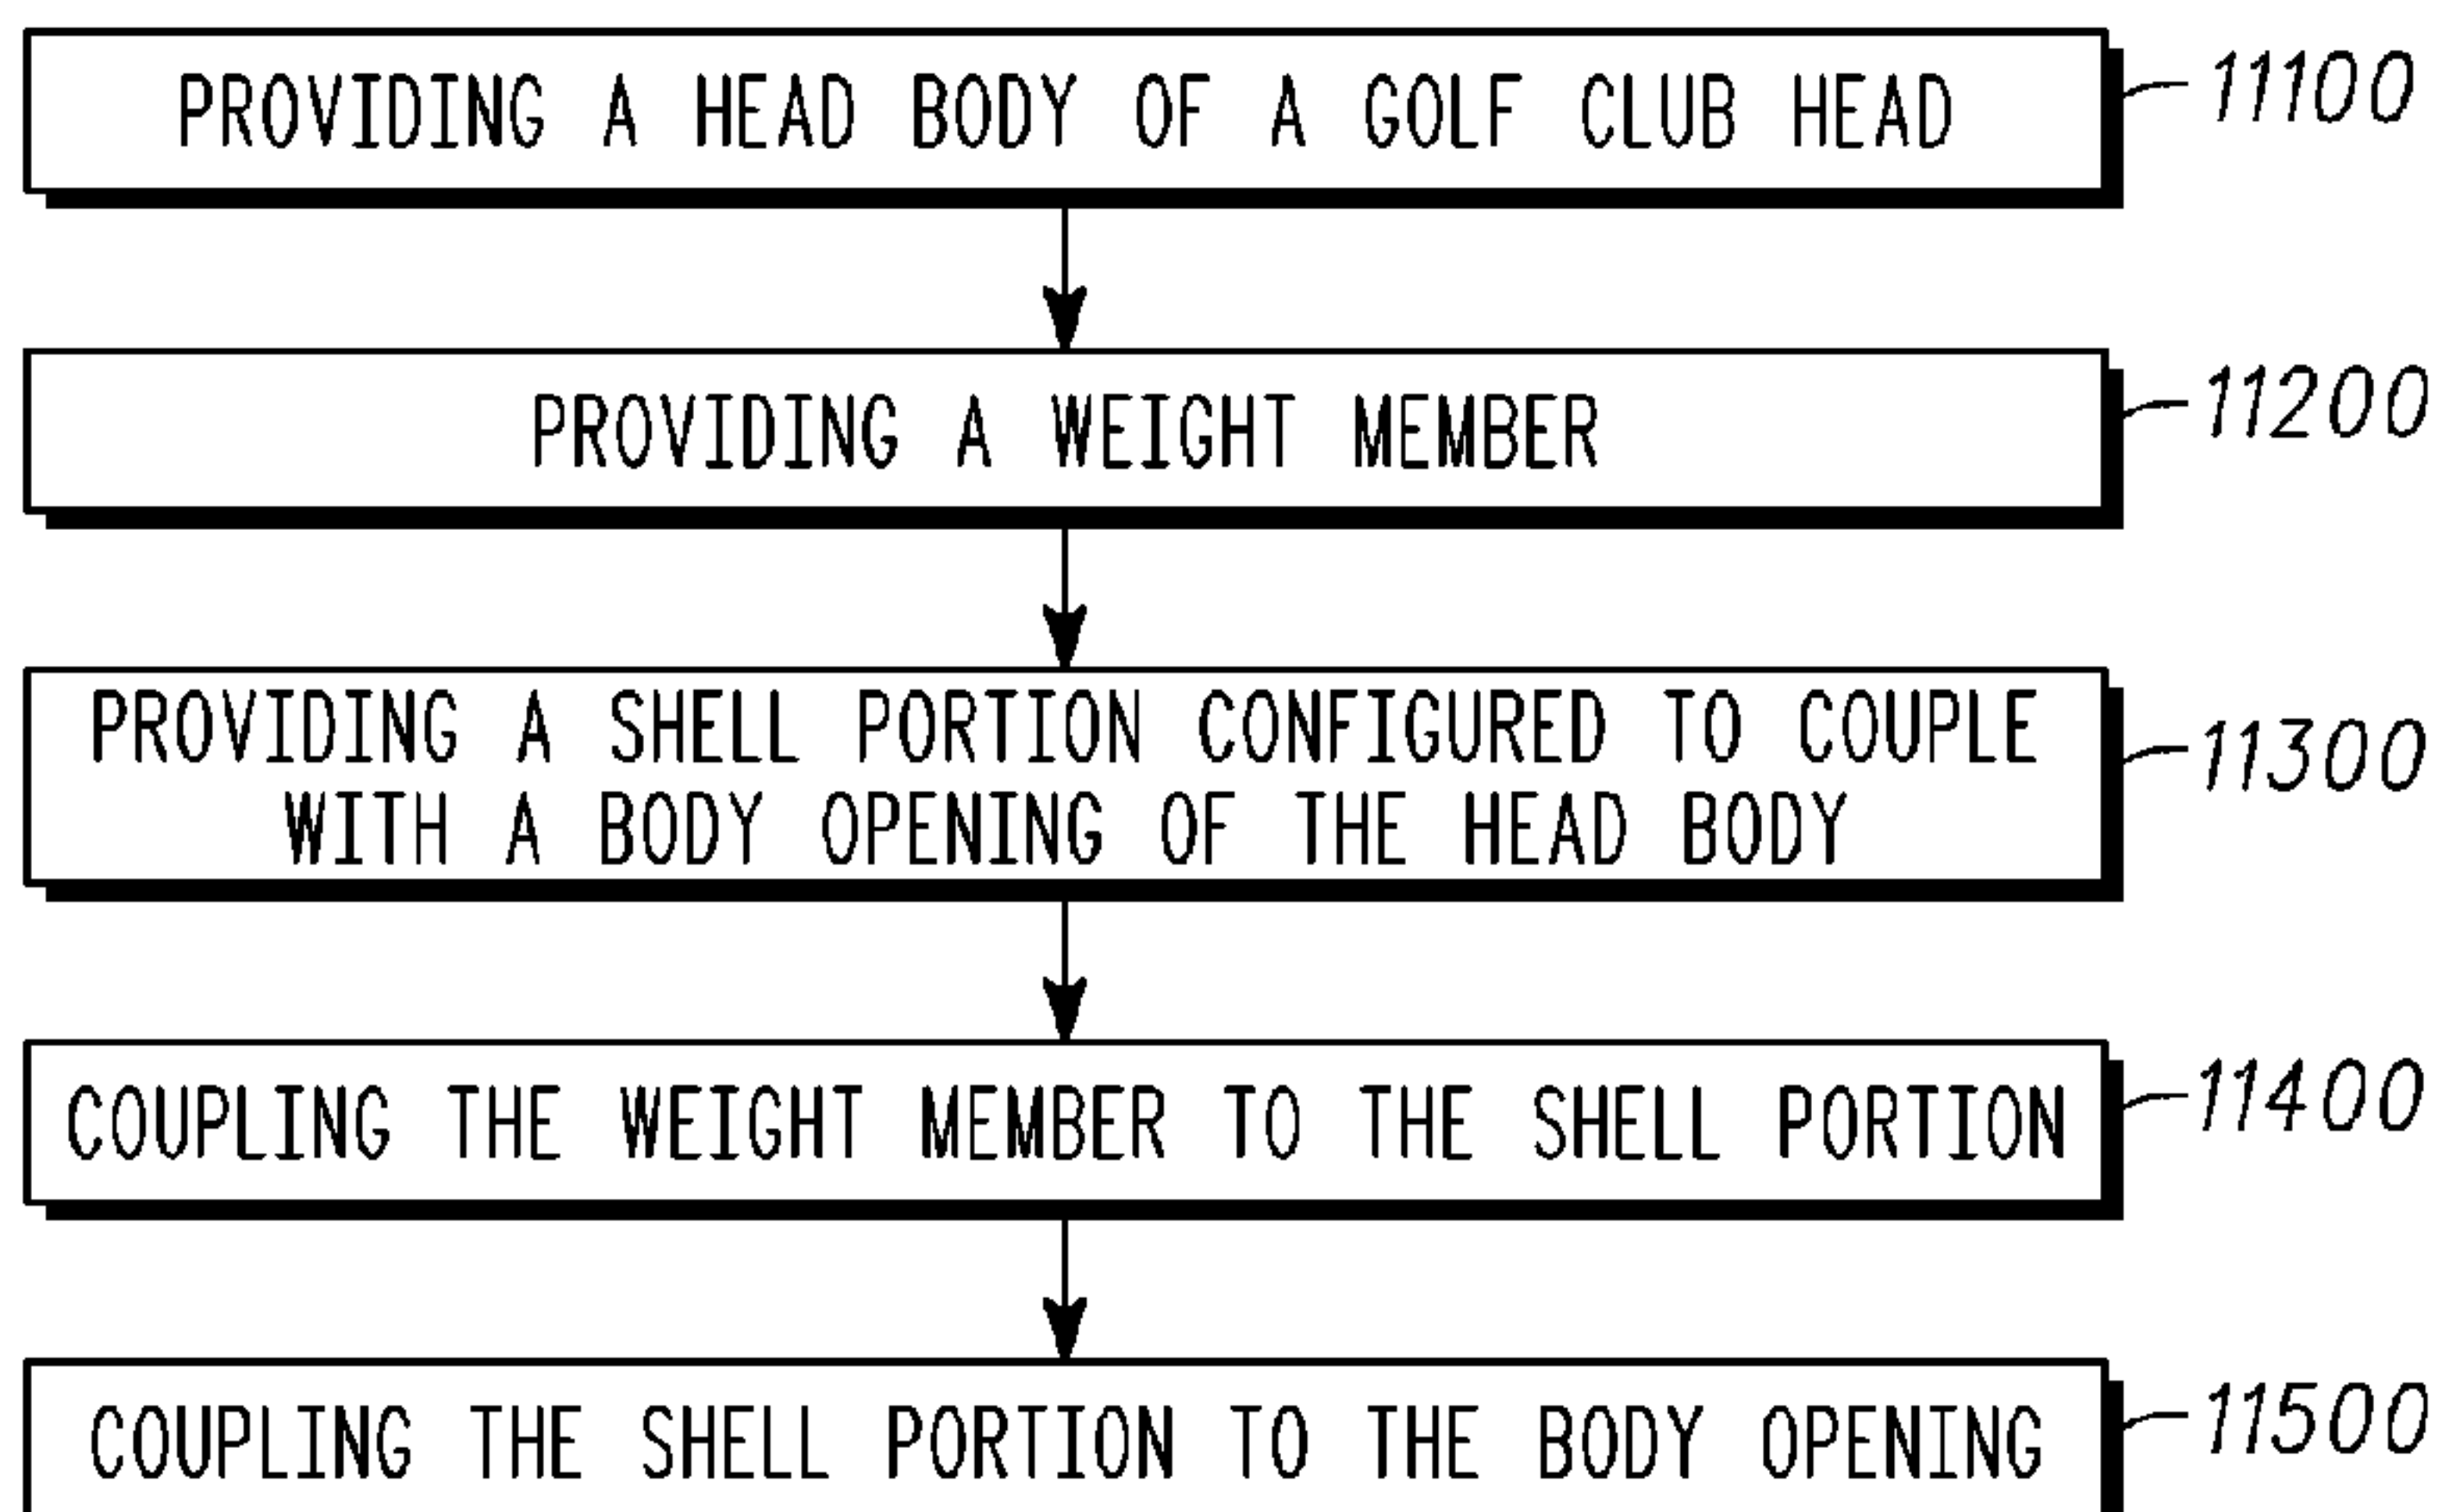 PROVIDING A HEAD BODY OF A GOLF CLUB HEAD
11100
PROVIDING A WEIGHT MEMBER
11200
PROVIDING A SHELL PORTION CONFIGURED TO COUPLE
WITH A BODY OPENING OF THE HEAD BODY
11300
COUPLING THE WEIGHT MEMBER TO THE SHELL PORTION
11400
COUPLING THE SHELL PORTION TO THE BODY OPENING
11500